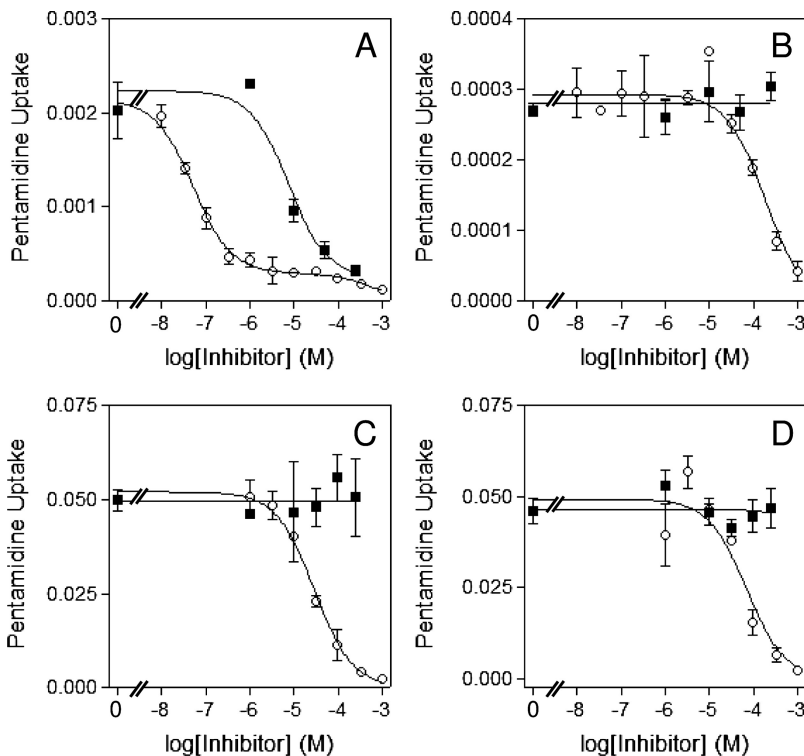 A
Pentamidine Uptake
0.003
0.002
0.001
0.000
0 -8 -7 -6 -5 -4 -3
log[Inhibitor] (M)
B
Pentamidine Uptake
0.0004
0.0003
0.0002
0.0001
0.0000
0 -8 -7 -6 -5 -4 -3
log[Inhibitor] (M)
C
Pentamidine Uptake
0.075
0.050
0.025
0.000
0 -8 -7 -6 -5 -4 -3
log[Inhibitor] (M)
D
Pentamidine Uptake
0.075
0.050
0.025
0.000
0 -8 -7 -6 -5 -4 -3
log[Inhibitor] (M)